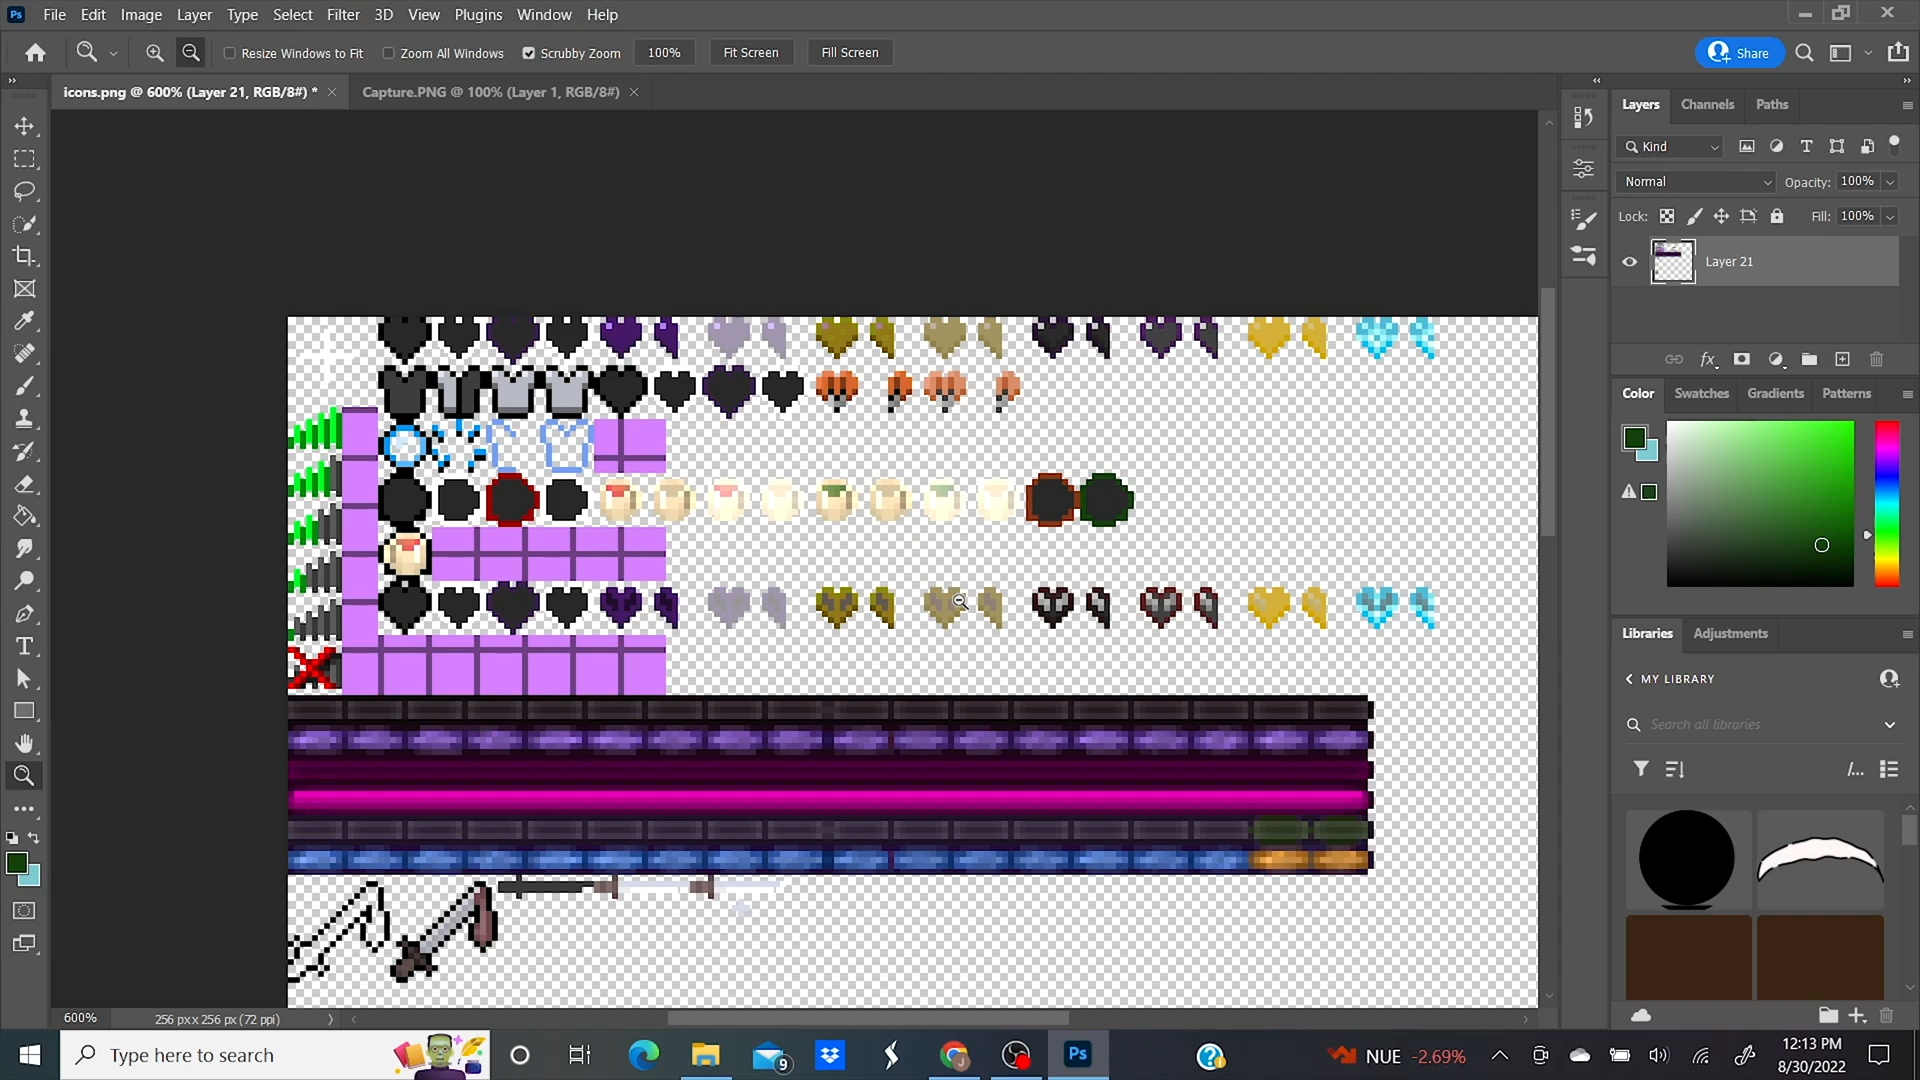 Ps File Edit Image Layer Type Select Filter 3D View Plugins Window Help
Resize Windows to Fit Zoom All Windows Scrubby Zoom 100% Fit Screen Fill Screen Share
icons.png @ 600% (Layer 21, RGB/8#) * Capture.PNG @ 100% (Layer 1, RGB/8#)
Layers Channels Paths
Kind
Normal Opacity: 100%
Lock: Fill: 100%
Layer 21
fx
Color Swatches Gradients Patterns
Libraries Adjustments
MY LIBRARY
Search all libraries
/...
600% 256 px x 256 px (72 ppi)
Type here to search
9
Ps
NUE -2.69%
12:13 PM
8/30/2022